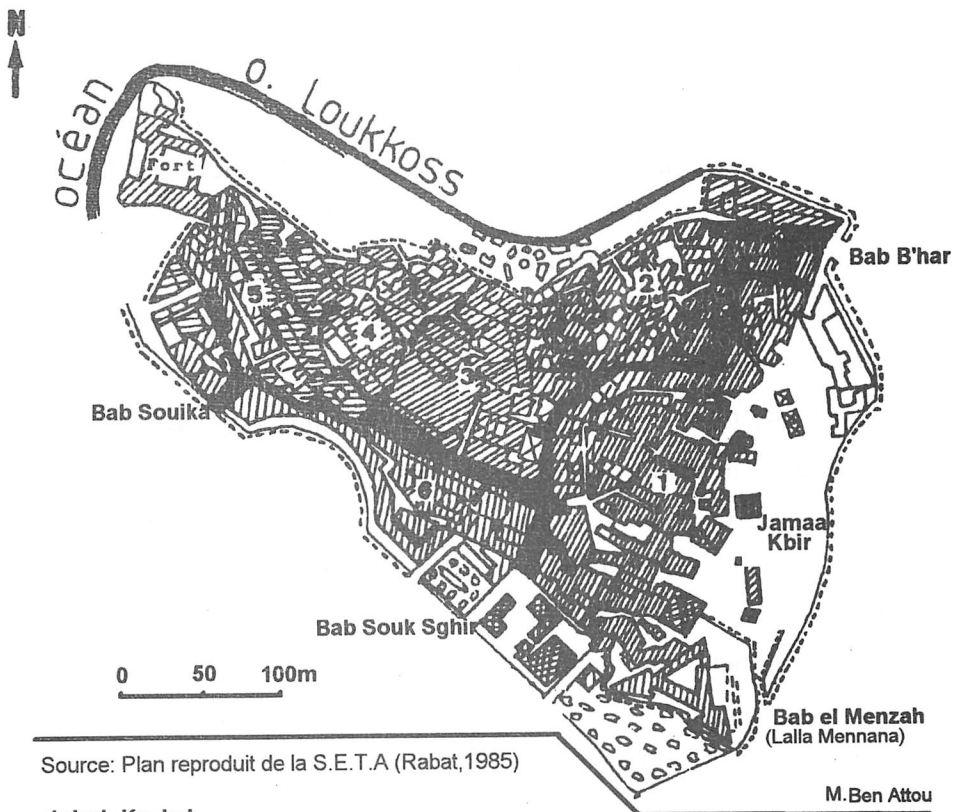 N
océan
O. Loukkoss
Fort
Bab B'har
2
5
4
3
Bab Souika
1
6
Jamaa
Kbir
Bab Souk Sghir
0 50 100m
Bab el Menzah
(Lalla Mennana)
Source: Plan reproduit de la S.E.T.A (Rabat,1985)
M.Ben Attou